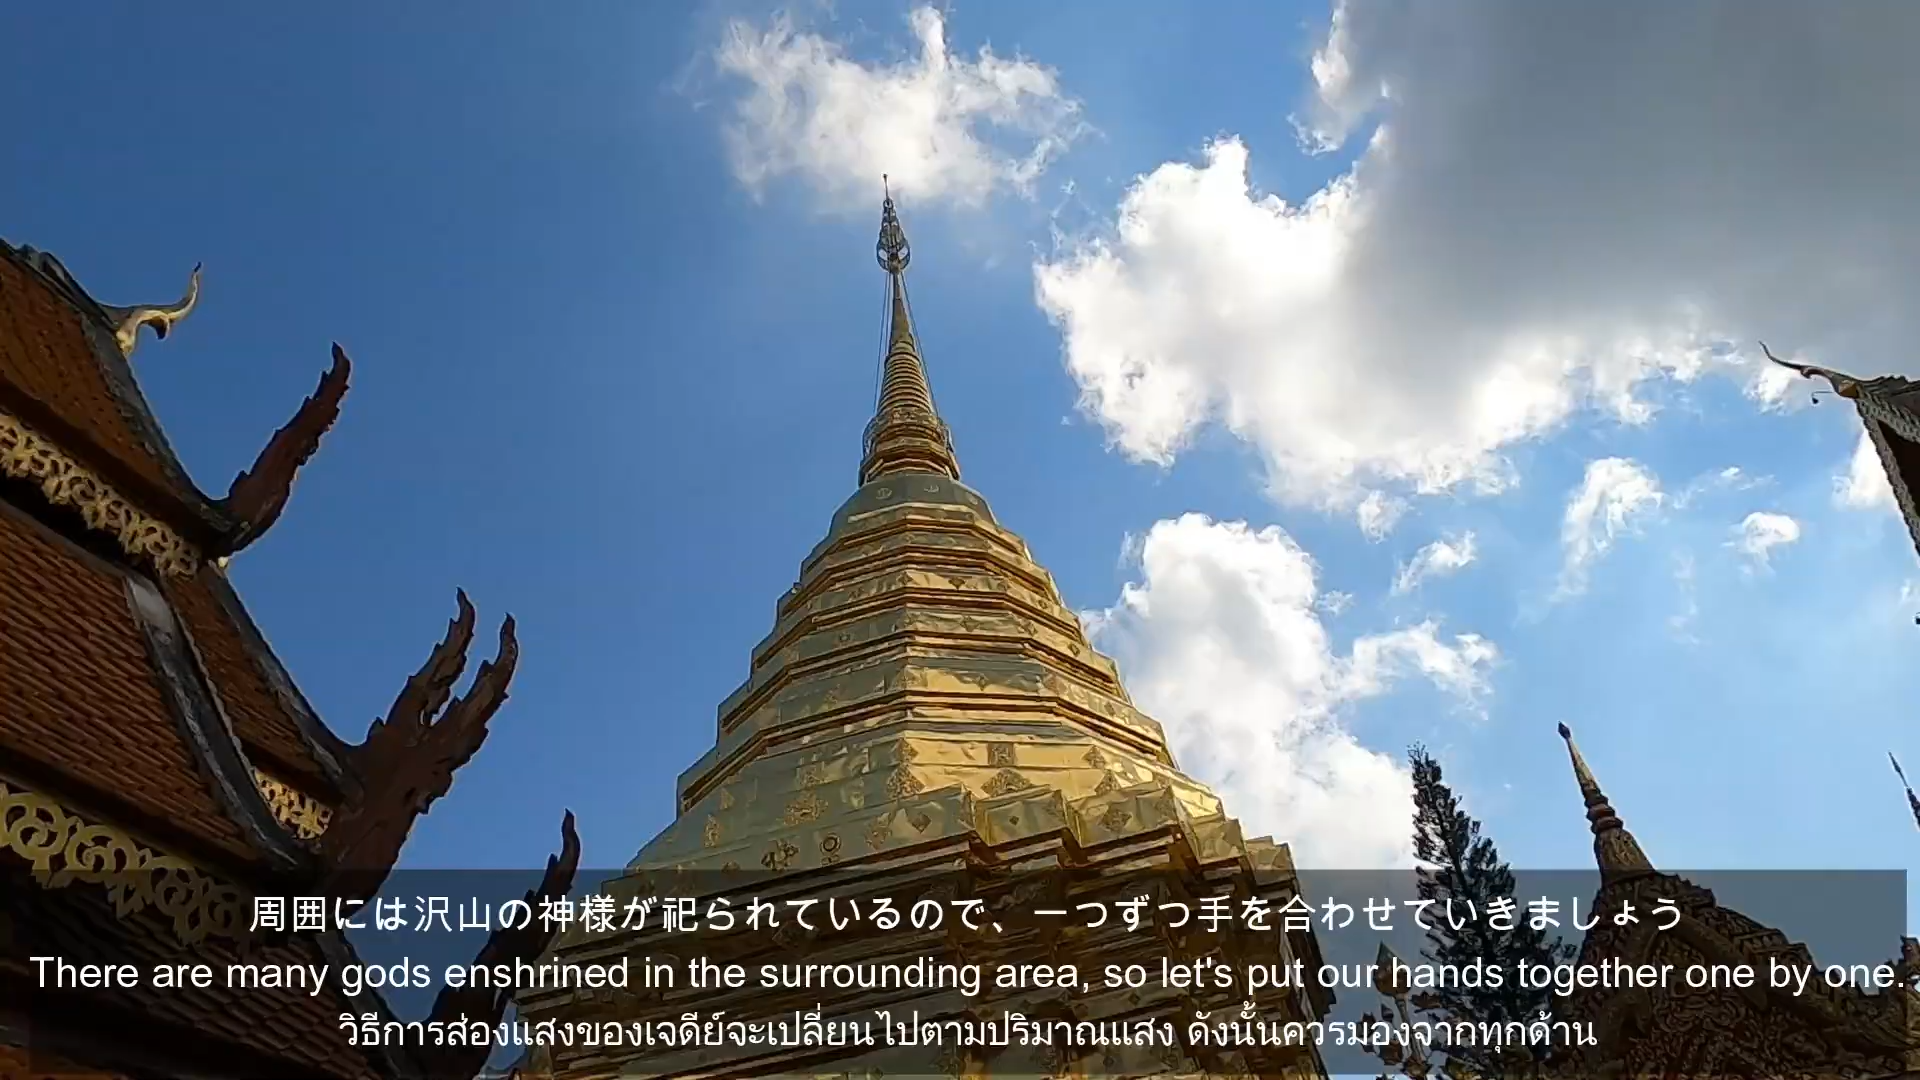 周囲には沢山の神様が祀られているので、一つずつ手を合わせていきましょう
There are many gods enshrined in the surrounding area, so let's put our hands together one by one.
วิธีการส่องแสงของเจดีย์จะเปลี่ยนไปตามปริมาณแสง ดังนั้นควรมองจากทุกด้าน